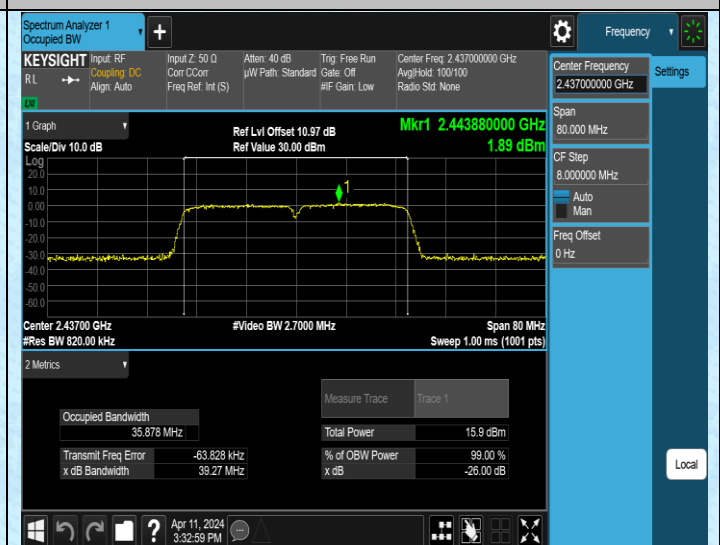 Spectrum Analyzer 1
Occupied BW
+
Frequency
KEYSIGHT
RL
Input: RF
Coupling: DC
Align: Auto
Input Z: 50 Ω
Corr CCorr
Freq Ref: Int (S)
Atten: 40 dB
µW Path: Standard
Trig: Free Run
Gate: Off
#IF Gain: Low
Center Freq: 2.437000000 GHz
Avg|Hold: 100/100
Radio Std: None
Center Frequency
2.437000000 GHz
Settings
Span
80.000 MHz
CF Step
8.000000 MHz
Auto
Man
Freq Offset
0 Hz
1 Graph
Scale/Div 10.0 dB
Ref Lvl Offset 10.97 dB
Ref Value 30.00 dBm
Mkr1 2.443880000 GHz
1.89 dBm
Log
20.0
10.0
0.00
-10.0
-20.0
-30.0
-40.0
-50.0
-60.0
1
Center 2.43700 GHz
#Res BW 820.00 kHz
#Video BW 2.7000 MHz
Span 80 MHz
Sweep 1.00 ms (1001 pts)
2 Metrics
Measure Trace Trace 1
Occupied Bandwidth
35.878 MHz
Total Power 15.9 dBm
Transmit Freq Error -63.828 kHz
% of OBW Power 99.00 %
x dB Bandwidth 39.27 MHz
x dB -26.00 dB
Local
?
Apr 11, 2024
3:32:59 PM